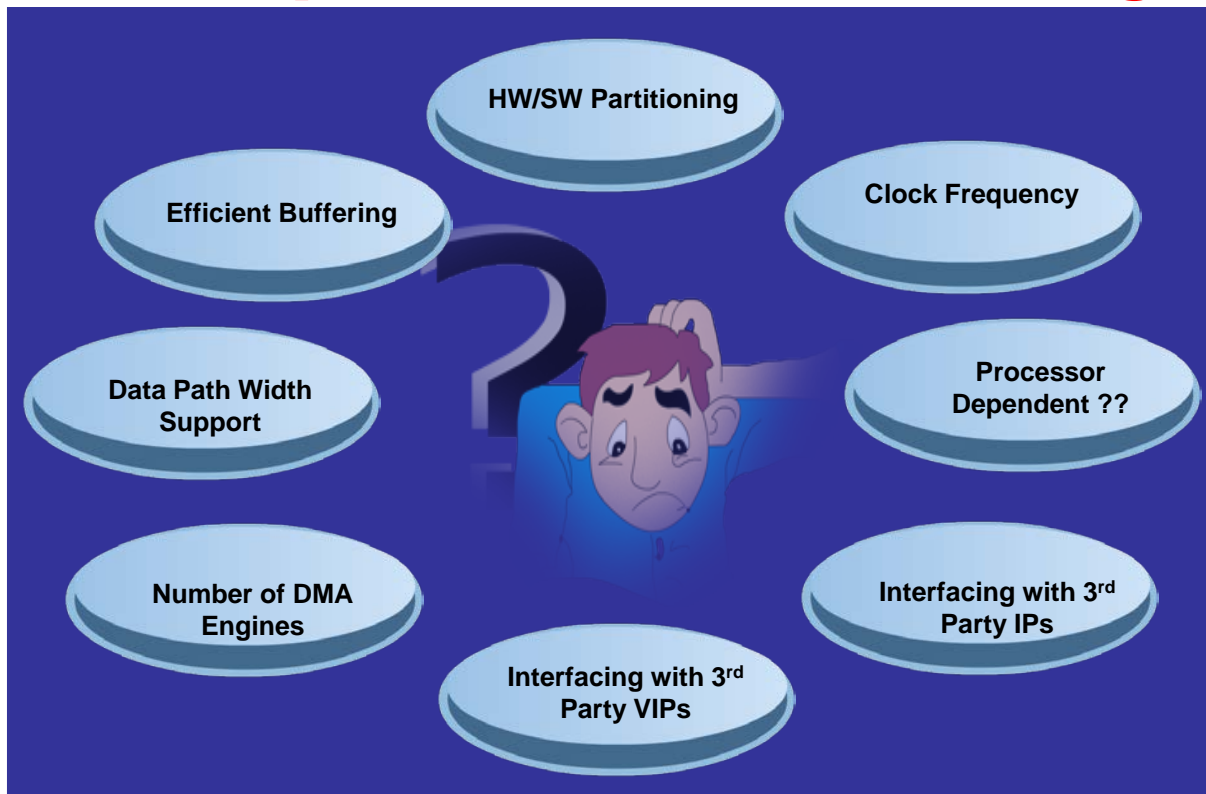 HW/SW Partitioning
Clock Frequency
Efficient Buffering
Processor
Dependent ??
Data Path Width
Support
Interfacing with 3rd
Party IPs
Number of DMA
Engines
Interfacing with 3rd
Party VIPs